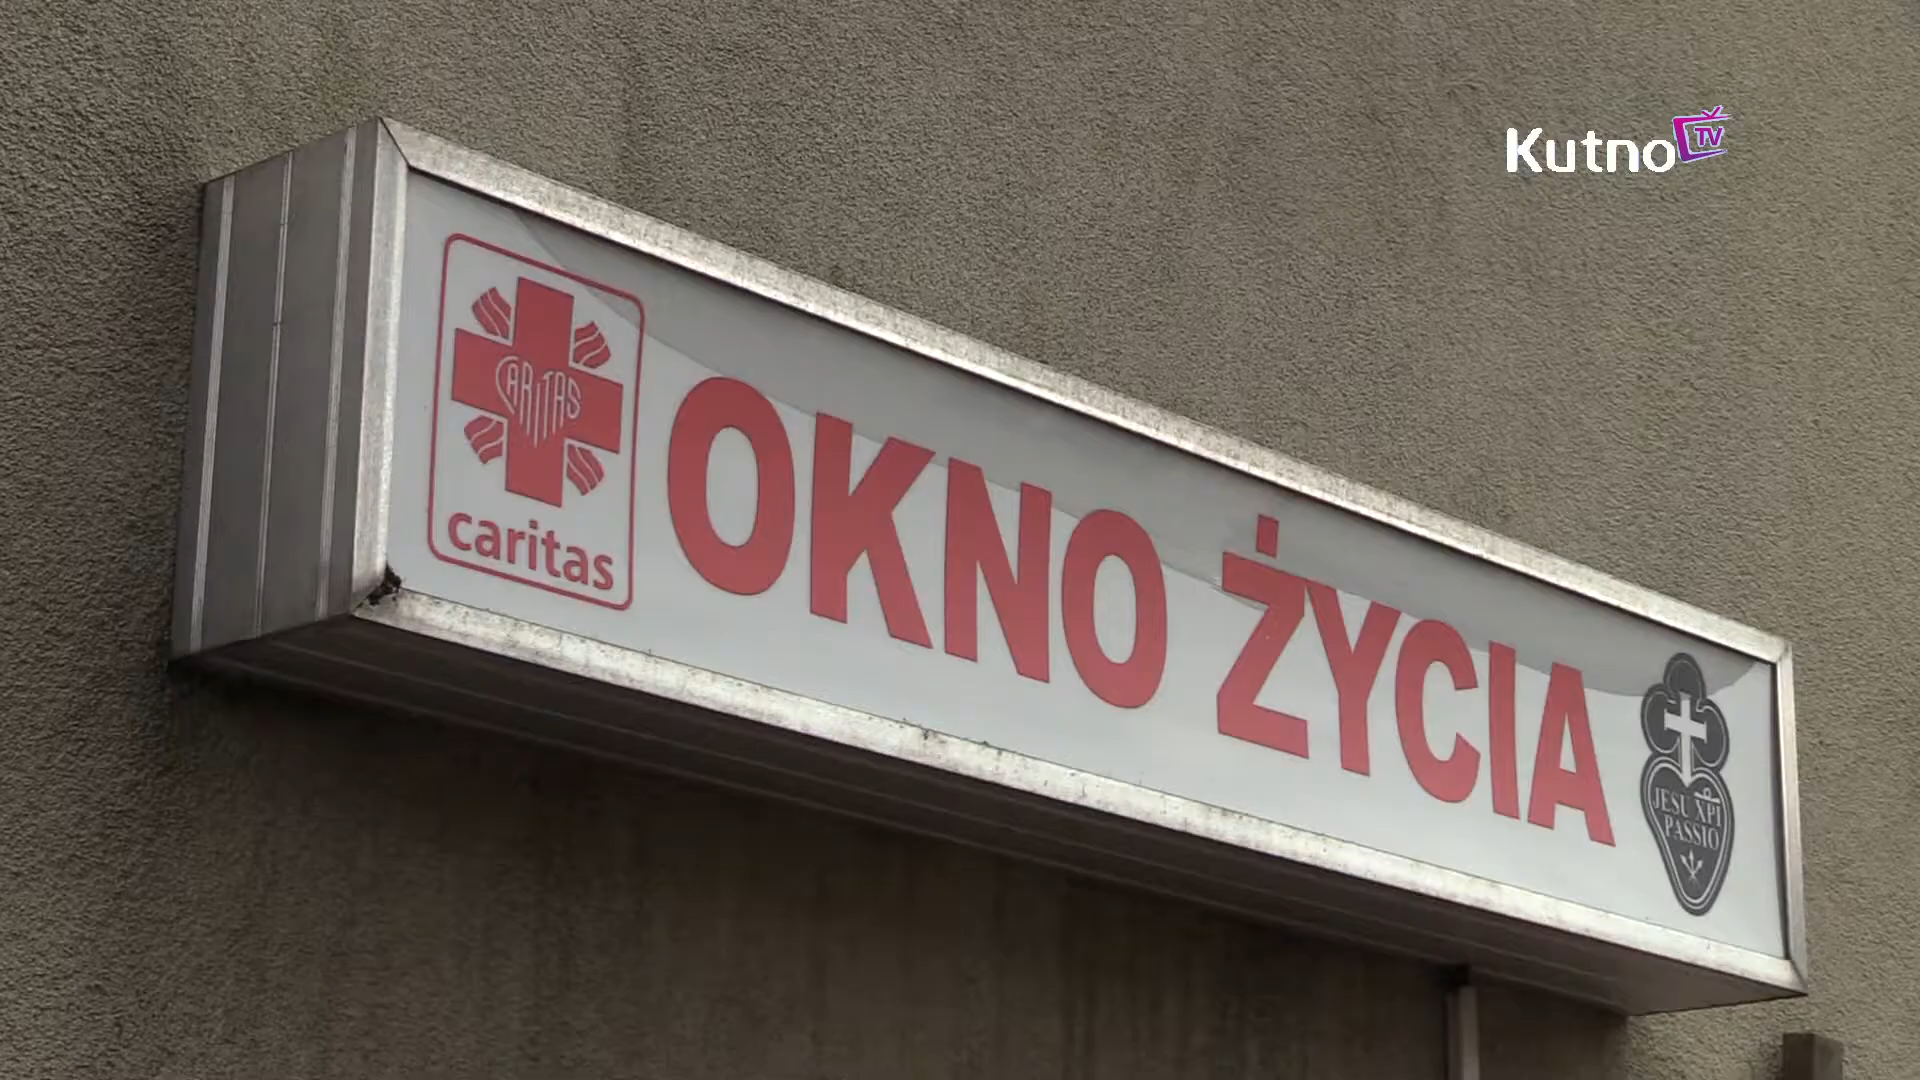 Kutno TV
CARITAS
caritas
OKNO ŻYCIA
JESU XPI
PASSIO